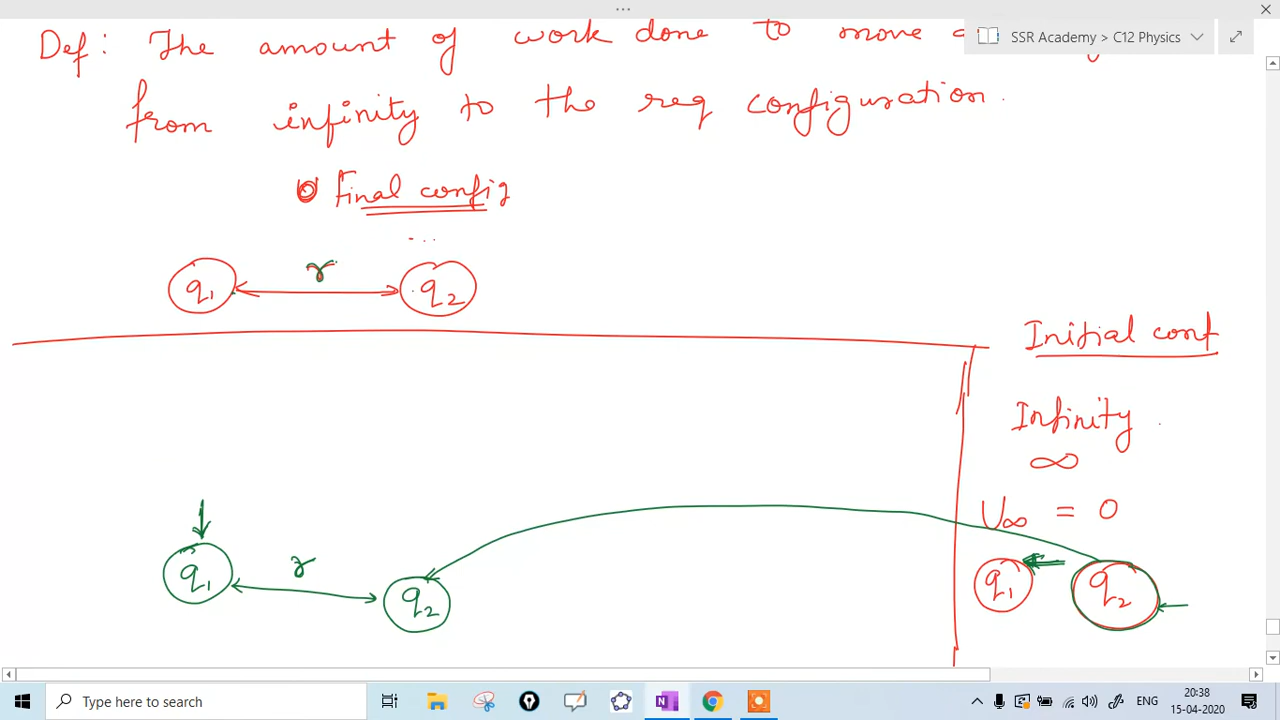 SSR Academy > C12 Physics
Def: The amount of work done to move
from infinity to the req configuration.
Final config
...
r
q1 q2
Initial conf
Infinity
∞
U∞ = 0
r
q1 q2
q1 q2
Type here to search
ENG
20:38
15-04-2020